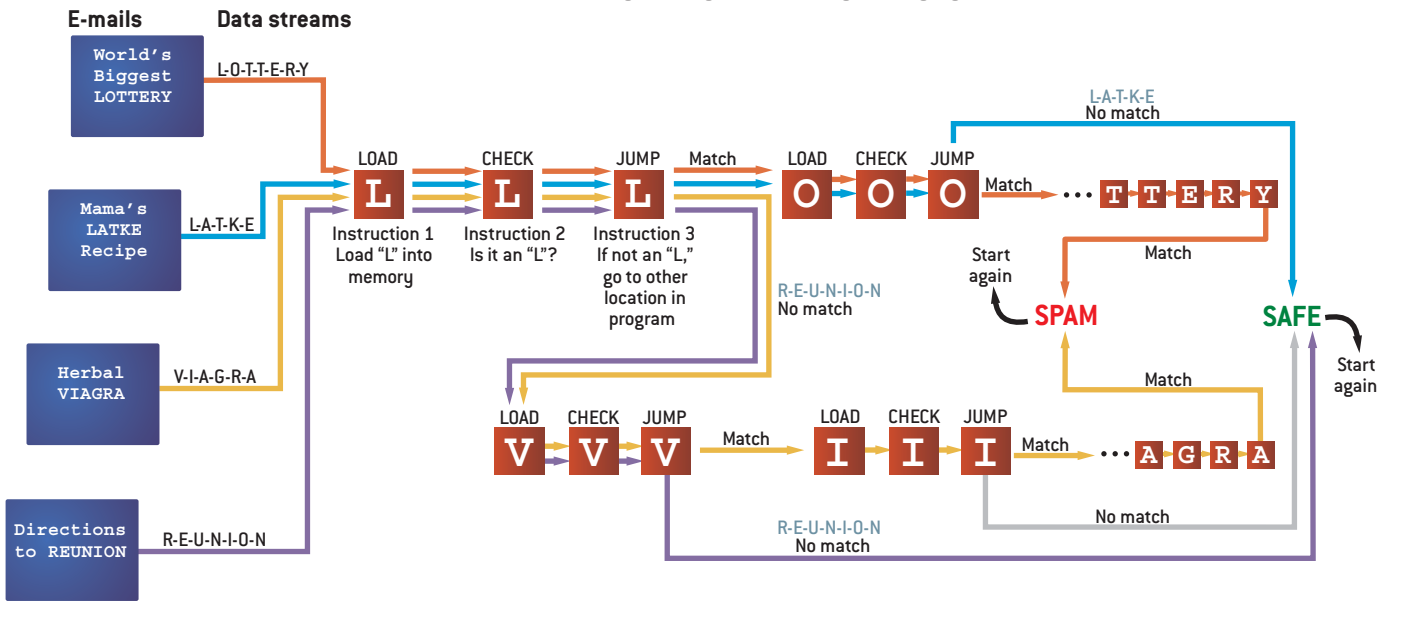 E-mails
Data streams
World's
Biggest
LOTTERY
L-O-T-T-E-R-Y
Mama's
LATKE
Recipe
L-A-T-K-E
Herbal
VIAGRA
V-I-A-G-R-A
Directions
to REUNION
R-E-U-N-I-O-N
LOAD
L
Instruction 1
Load “L” into
memory
CHECK
L
Instruction 2
Is it an “L”?
JUMP
L
Instruction 3
If not an “L,”
go to other
location in
program
Match
LOAD
O
CHECK
O
JUMP
O
L-A-T-K-E
No match
Match
... T T E R Y
Match
R-E-U-N-I-O-N
No match
Start
again
SPAM
SAFE
Start
again
LOAD
V
CHECK
V
JUMP
V
Match
LOAD
I
CHECK
I
JUMP
I
Match
... A G R A
Match
No match
R-E-U-N-I-O-N
No match